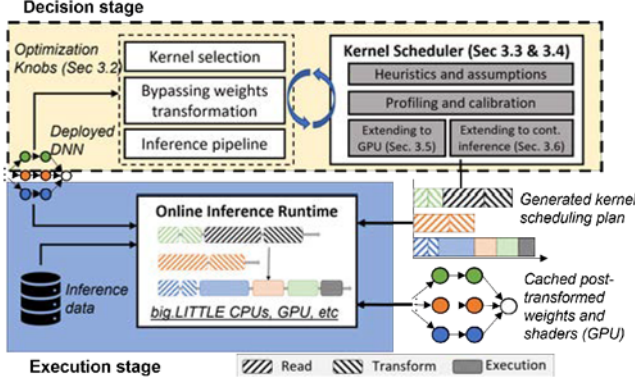 Decision stage
Optimization
Knobs (Sec 3.2)
Kernel selection
Bypassing weights
transformation
Inference pipeline
Kernel Scheduler (Sec 3.3 & 3.4)
Heuristics and assumptions
Profiling and calibration
Extending to
GPU (Sec. 3.5)
Extending to cont.
inference (Sec. 3.6)
Deployed
DNN
Online Inference Runtime
big.LITTLE CPUs, GPU, etc
Inference
data
Generated kernel
scheduling plan
Cached post-
transformed
weights and
shaders (GPU)
Execution stage
Read
Transform
Execution